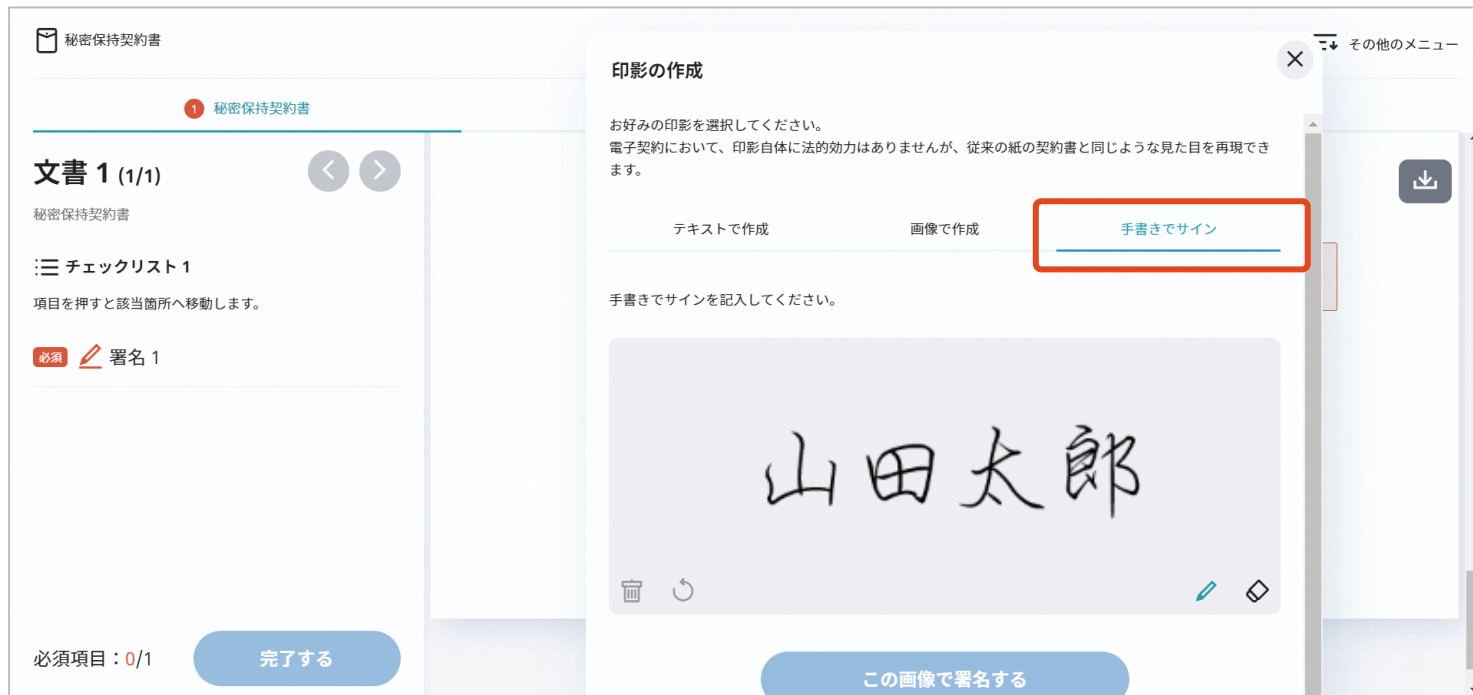 秘密保持契約書
その他のメニュー
1 秘密保持契約書
文書 1 (1/1)
秘密保持契約書
チェックリスト 1
項目を押すと該当箇所へ移動します。
必須 署名 1
必須項目：0/1
完了する
印影の作成
お好みの印影を選択してください。
電子契約において、印影自体に法的効力はありませんが、従来の紙の契約書と同じような見た目を再現でき
ます。
テキストで作成 画像で作成 手書きでサイン
手書きでサインを記入してください。
山田太郎
この画像で署名する